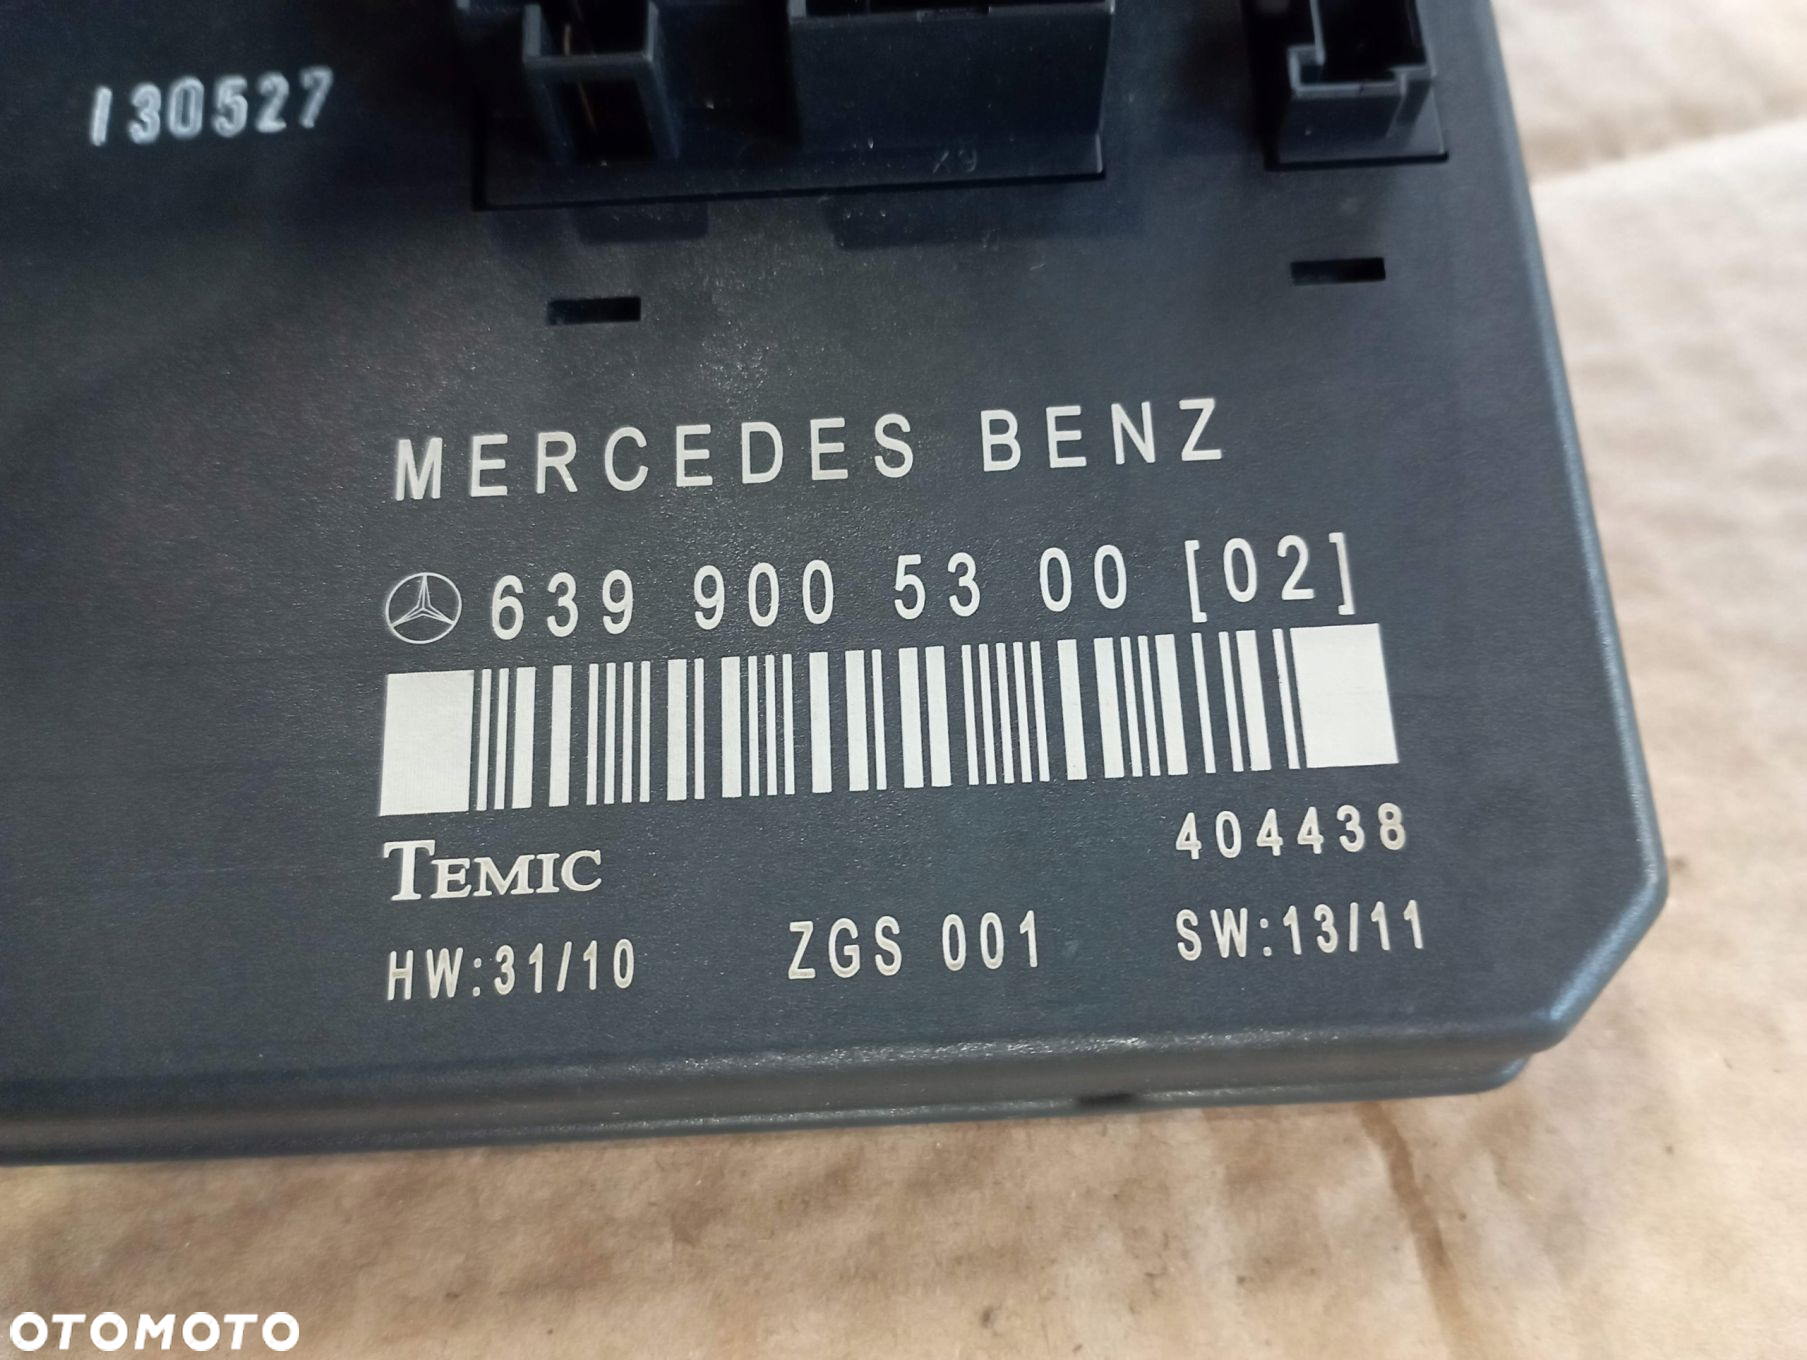 130527
X9
MERCEDES BENZ
639 900 53 00 [02]
TEMIC
404438
HW:31/10
ZGS 001
SW:13/11
OTOMOTO